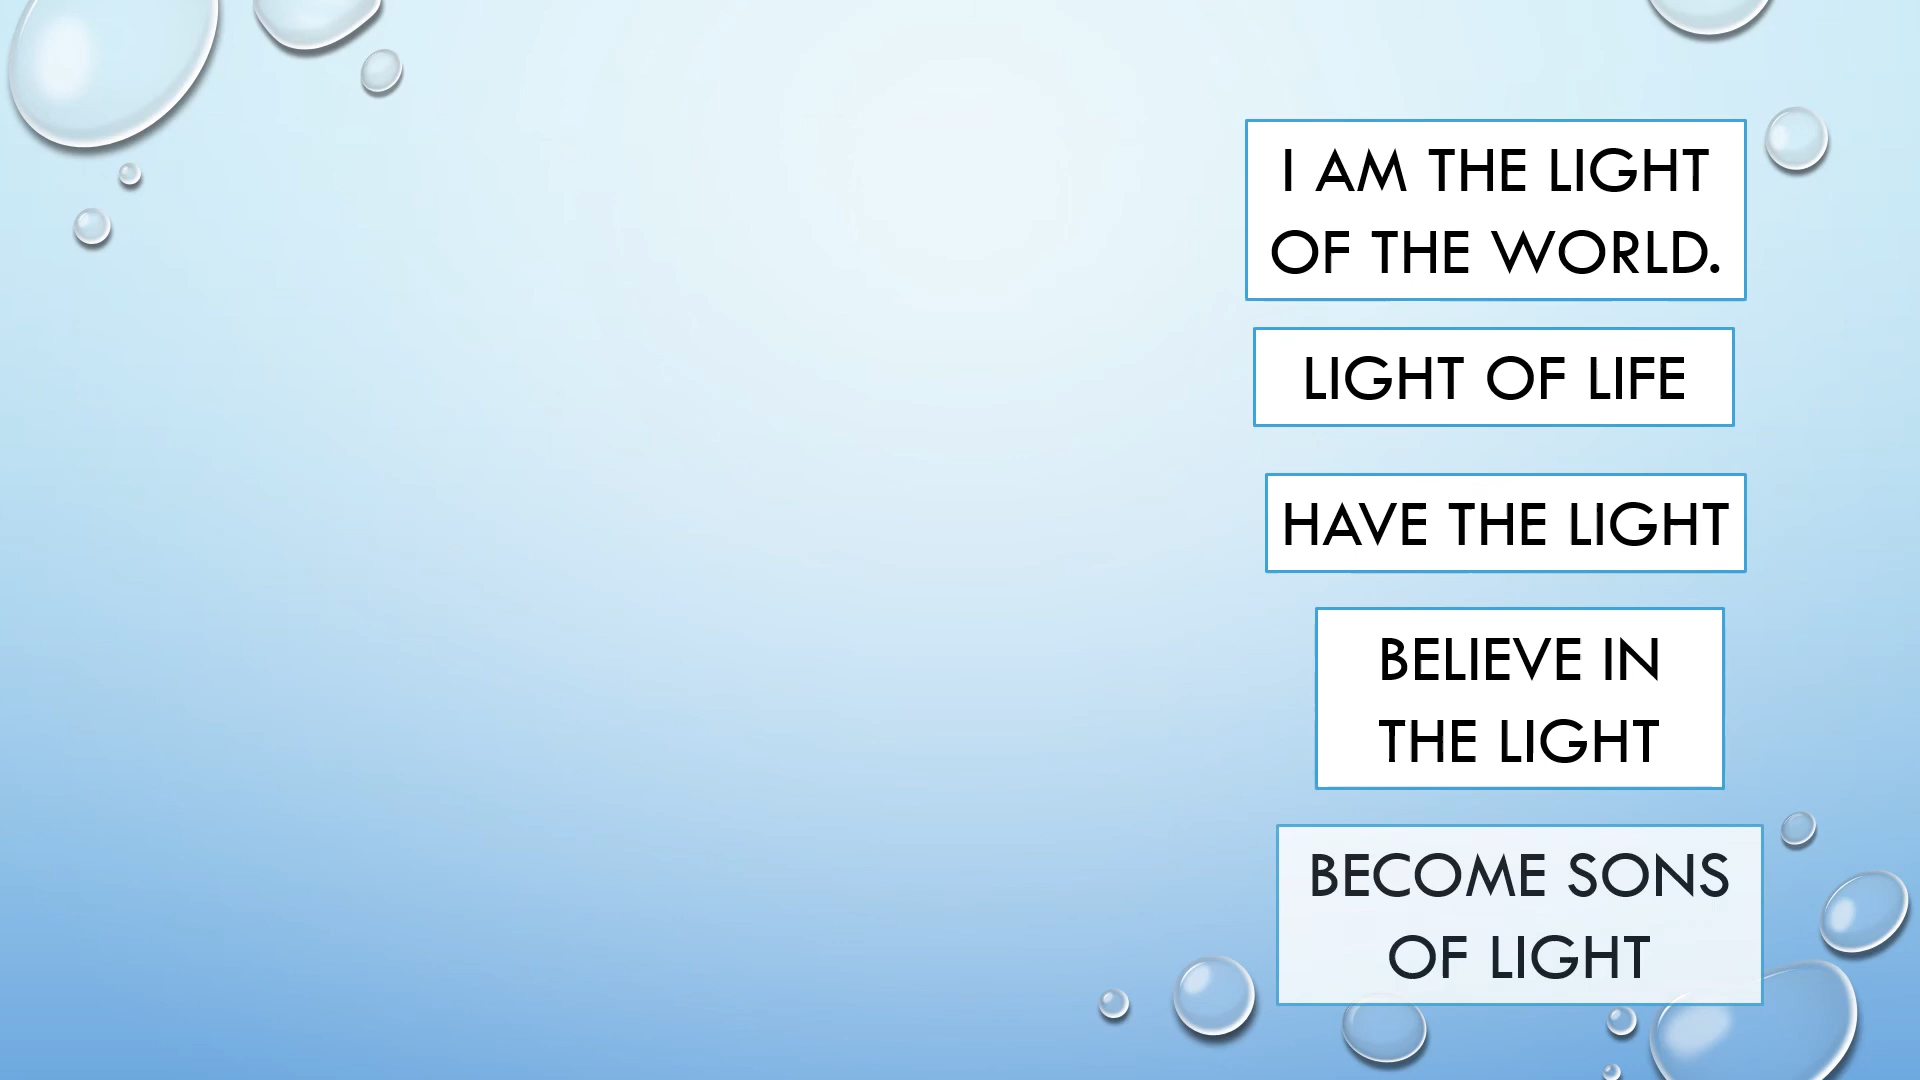 I AM THE LIGHT
OF THE WORLD.
LIGHT OF LIFE
HAVE THE LIGHT
BELIEVE IN
THE LIGHT
BECOME SONS
OF LIGHT